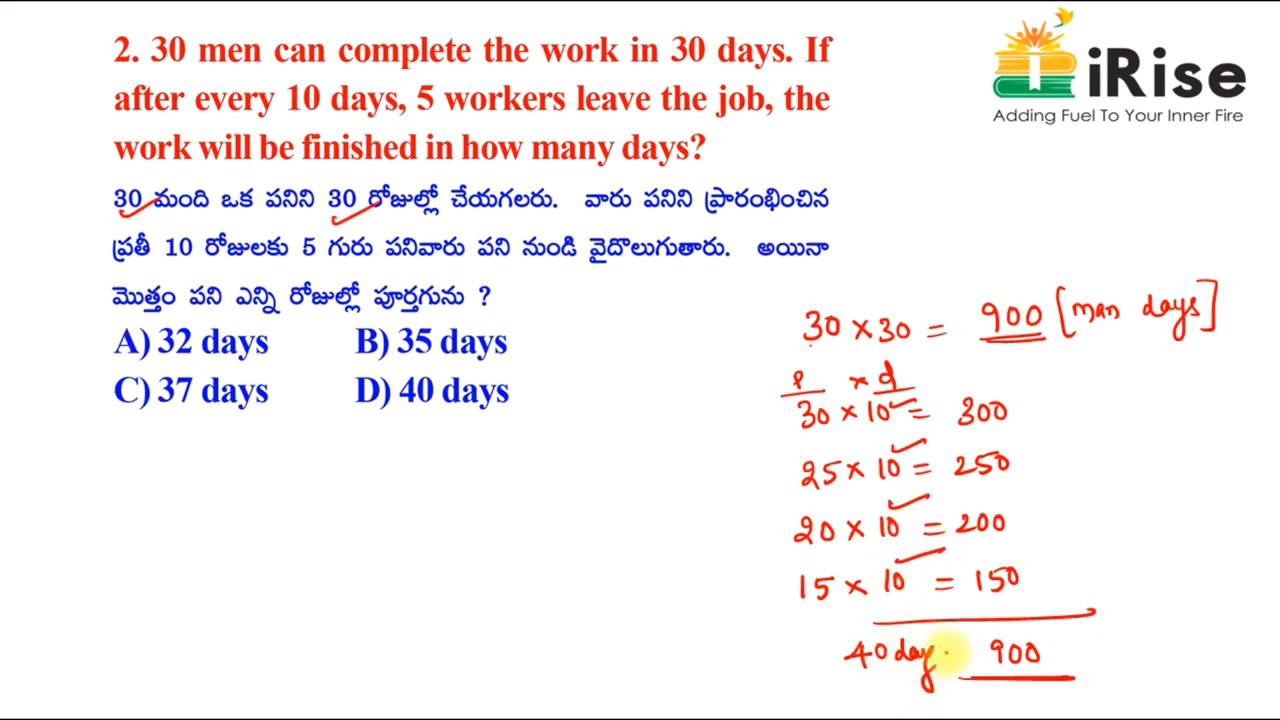 2. 30 men can complete the work in 30 days. If
after every 10 days, 5 workers leave the job, the
work will be finished in how many days?
30 మంది ఒక పనిని 30 రోజుల్లో చేయగలరు. వారు పనిని ప్రారంభించిన
ప్రతీ 10 రోజులకు 5 గురు పనివారు పని నుండి వైదొలుగుతారు. అయినా
మొత్తం పని ఎన్ని రోజుల్లో పూర్తగును ?
A) 32 days B) 35 days
C) 37 days D) 40 days
iRise
Adding Fuel To Your Inner Fire
30 × 30 = 900 [man days]
P × d
30 × 10 = 300
25 × 10 = 250
20 × 10 = 200
15 × 10 = 150
40 day. 900